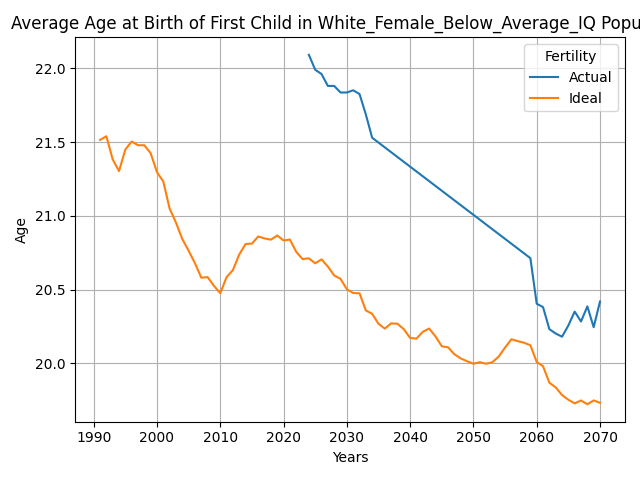 Average Age at Birth of First Child in White_Female_Below_Average_IQ Popu
Fertility
Actual
Ideal
22.0
21.5
21.0
20.5
20.0
Age
1990 2000 2010 2020 2030 2040 2050 2060 2070
Years